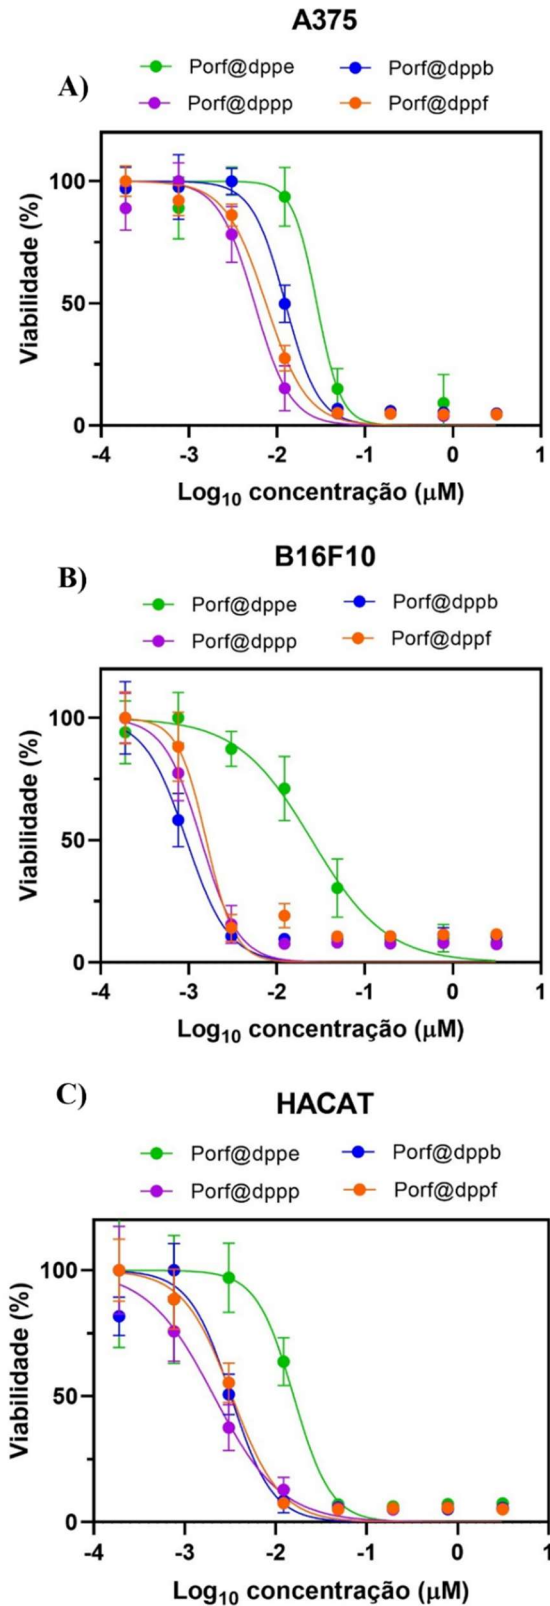 A375
A)
Porf@dppe Porf@dppb
Porf@dppp Porf@dppf
Viabilidade (%)
100
50
0
-4 -3 -2 -1 0 1
Log₁₀ concentração (μM)
B16F10
B)
Porf@dppe Porf@dppb
Porf@dppp Porf@dppf
Viabilidade (%)
100
50
0
-4 -3 -2 -1 0 1
Log₁₀ concentração (μM)
C)
HACAT
Porf@dppe Porf@dppb
Porf@dppp Porf@dppf
Viabilidade (%)
100
50
0
-4 -3 -2 -1 0 1
Log₁₀ concentração (μM)